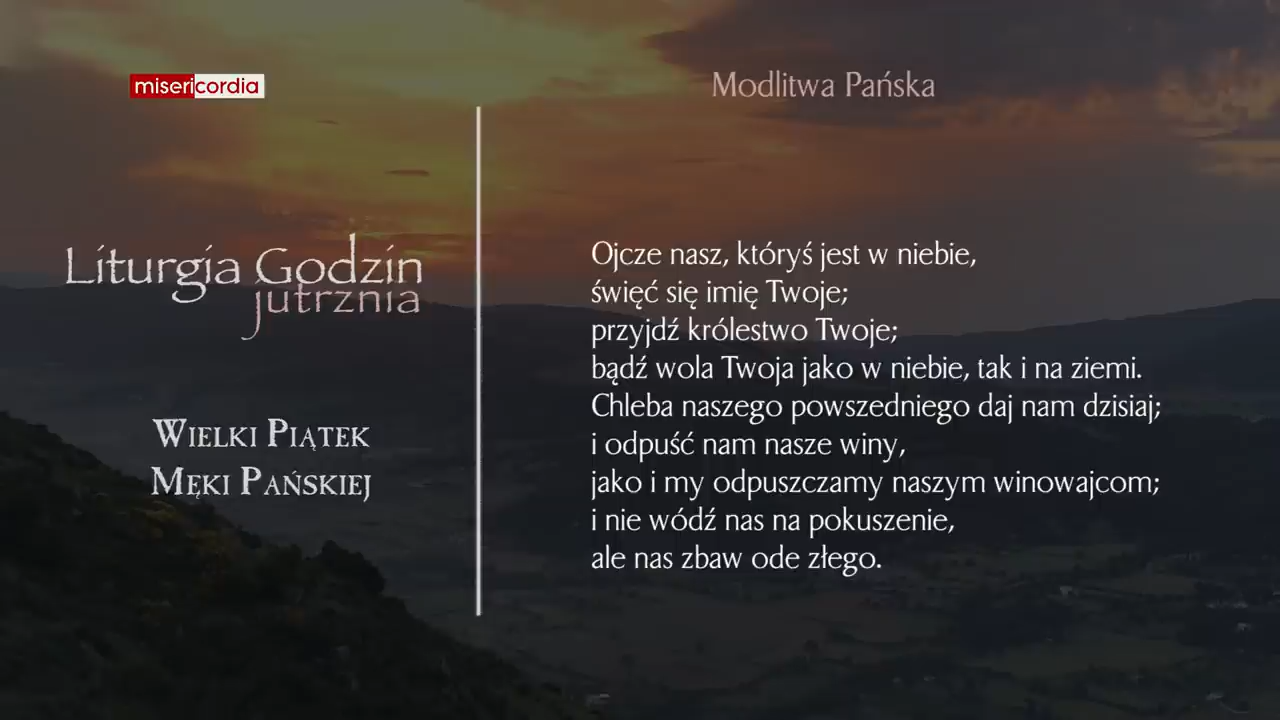 misericordia
Liturgia Godzin
jutrznia
Wielki Piątek
Męki Pańskiej
Modlitwa Pańska
Ojcze nasz, któryś jest w niebie,
święć się imię Twoje;
przyjdź królestwo Twoje;
bądź wola Twoja jako w niebie, tak i na ziemi.
Chleba naszego powszedniego daj nam dzisiaj;
i odpuść nam nasze winy,
jako i my odpuszczamy naszym winowajcom;
i nie wódź nas na pokuszenie,
ale nas zbaw ode złego.